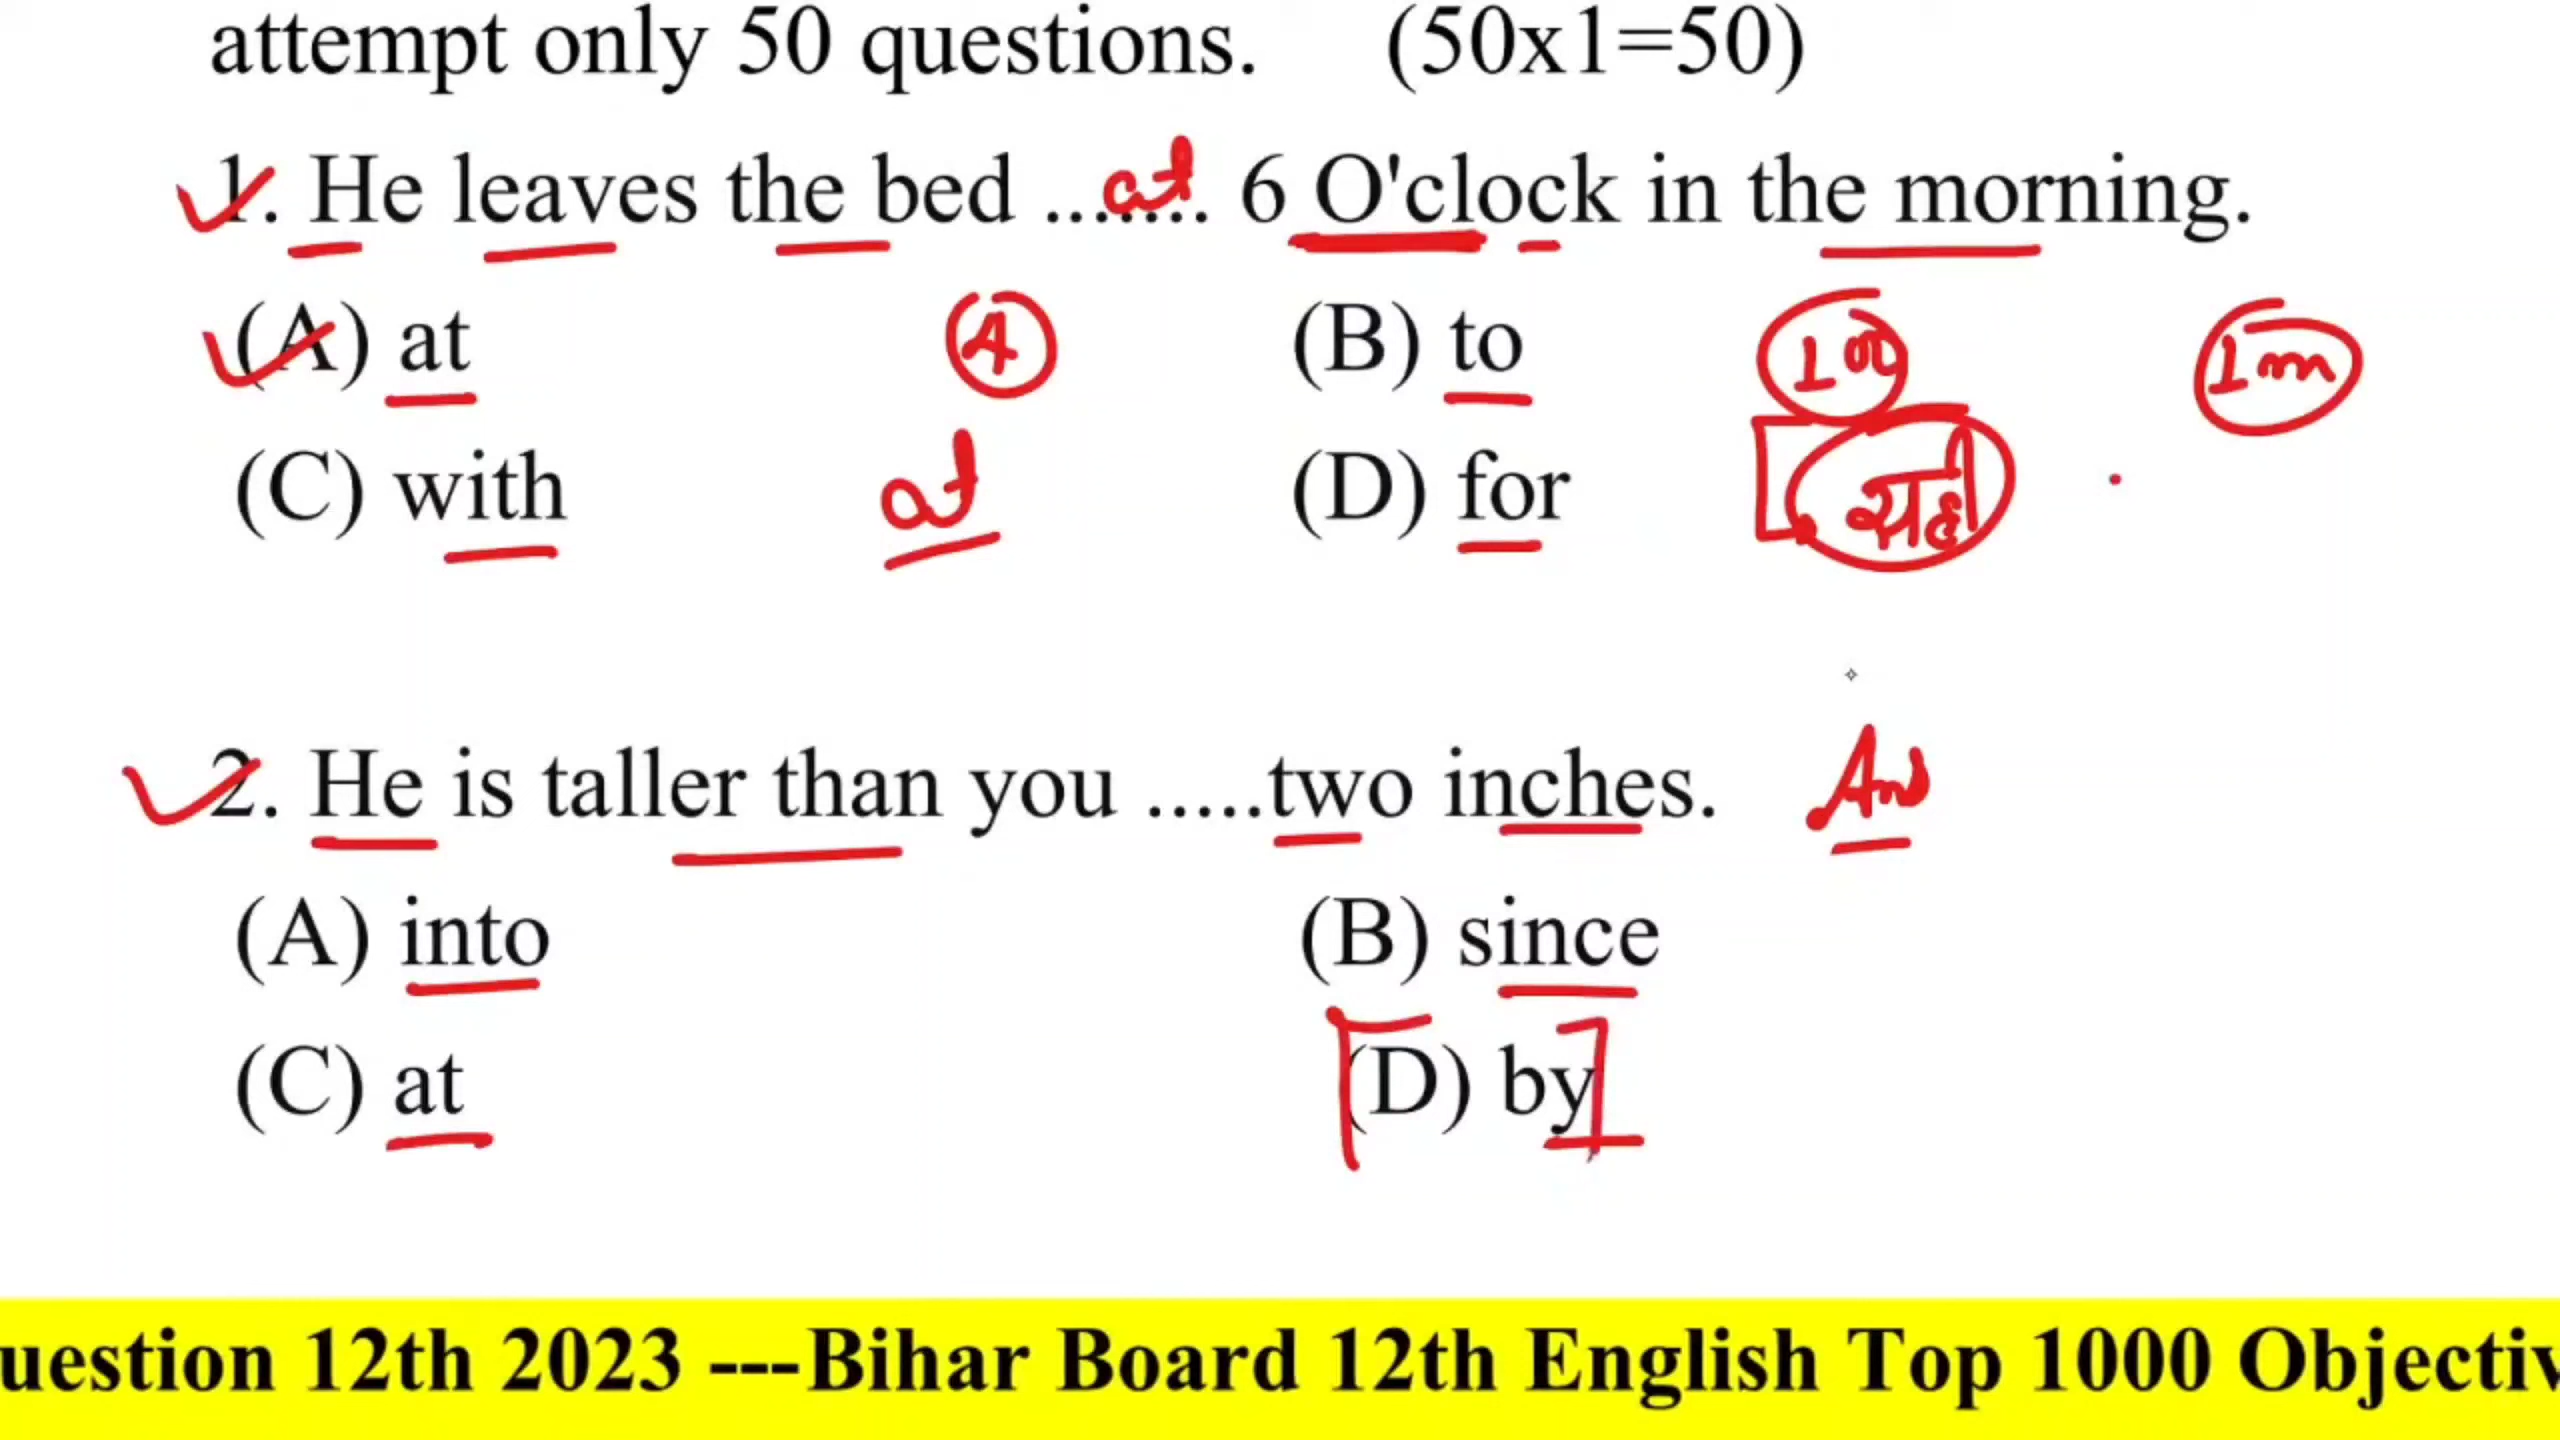 attempt only 50 questions. (50x1=50)
1. He leaves the bed ....at... 6 O'clock in the morning.
(A) at A (B) to 1 1m
(C) with at (D) for सही
2. He is taller than you .....two inches. Ans
(A) into (B) since
(C) at (D) by
uestion 12th 2023 ---Bihar Board 12th English Top 1000 Objectiv